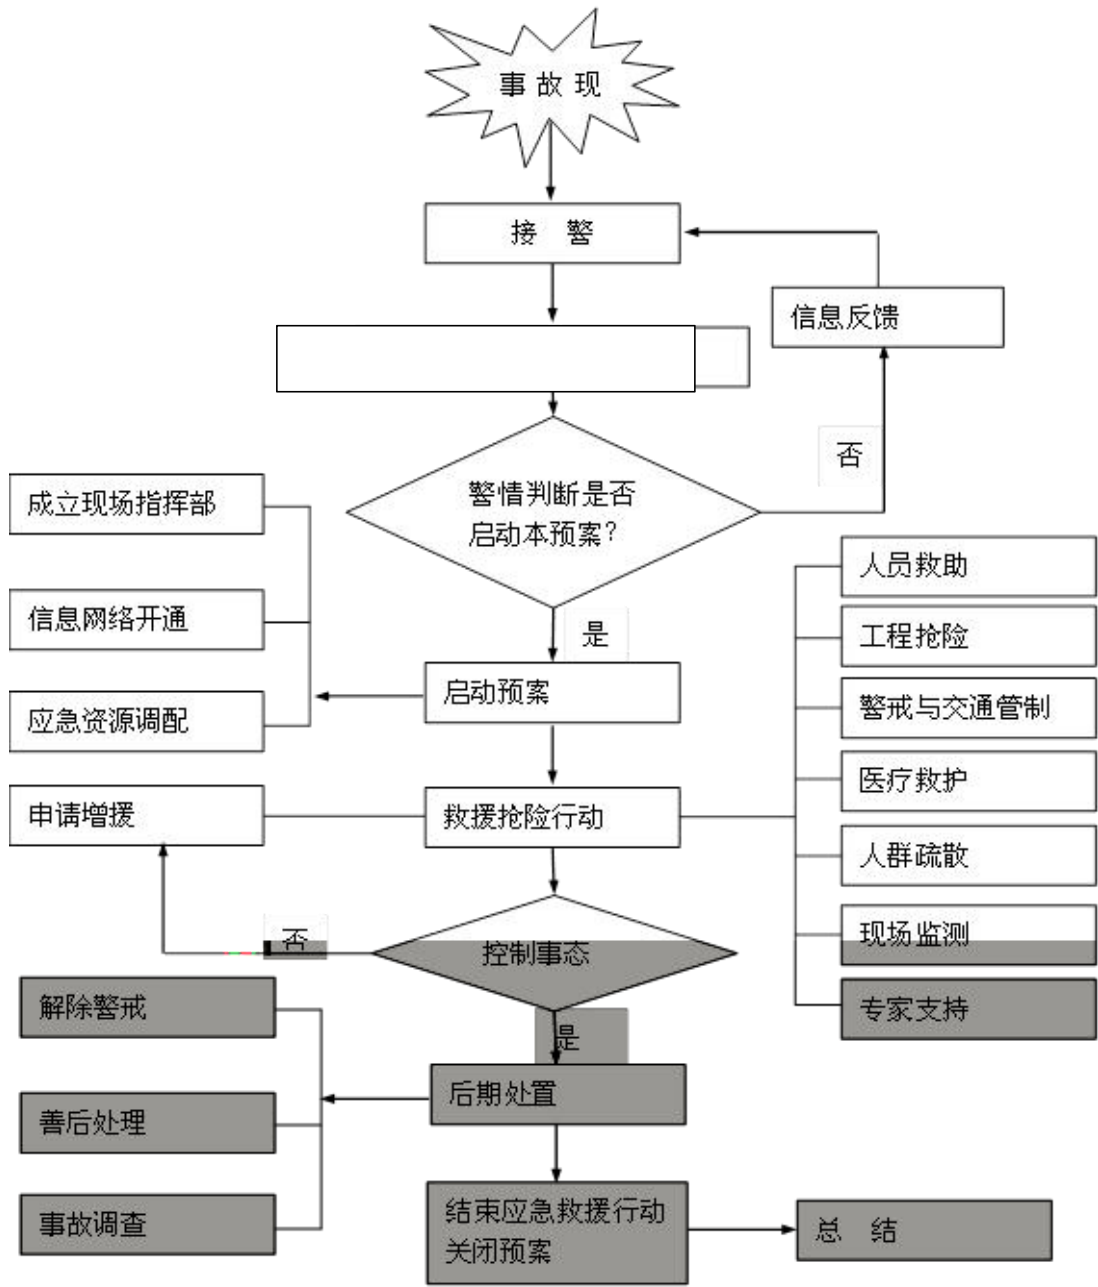 事故现
接 警
信息反馈
否
警情判断是否
启动本预案？
成立现场指挥部
信息网络开通
应急资源调配
是
启动预案
人员救助
工程抢险
警戒与交通管制
医疗救护
人群疏散
现场监测
专家支持
申请增援
救援抢险行动
否
控制事态
是
解除警戒
善后处理
事故调查
后期处置
结束应急救援行动
关闭预案
总 结